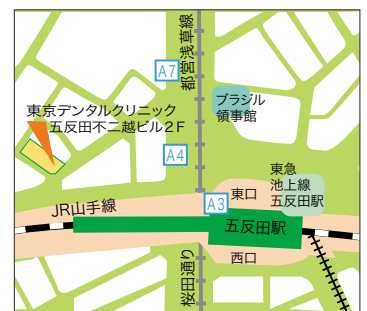 都営浅草線
A7
ブラジル
領事館
東京デンタルクリニック
五反田不二越ビル2F
A4
東急
池上線
五反田駅
東口
A3
JR山手線
五反田駅
西口
桜田通り